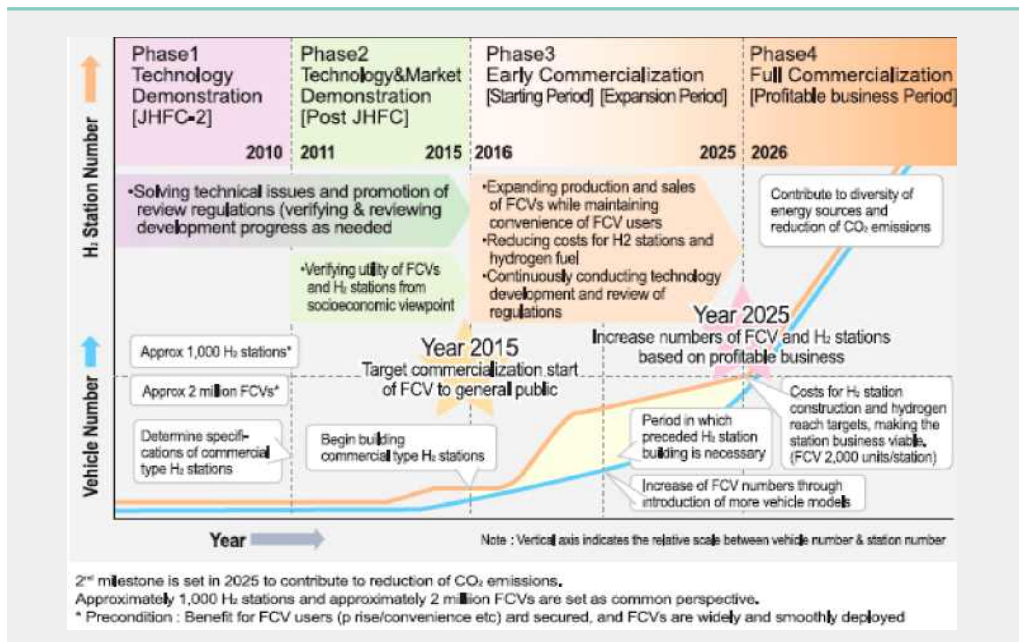 Phase1
Technology
Demonstration
[JHFC-2]
2010
Phase2
Technology&Market
Demonstration
[Post JHFC]
2011
2015
Phase3
Early Commercialization
[Starting Period] [Expansion Period]
2016
2025
Phase4
Full Commercialization
[Profitable business Period]
2026
H₂ Station Number
Vehicle Number
•Solving technical issues and promotion of
review regulations (verifying & reviewing
development progress as needed
•Verifying utility of FCVs
and H₂ stations from
socioeconomic viewpoint
•Expanding production and sales
of FCVs while maintaining
convenience of FCV users
•Reducing costs for H2 stations and
hydrogen fuel
•Continuously conducting technology
development and review of
regulations
Contribute to diversity of
energy sources and
reduction of CO₂ emissions
Approx 1,000 H₂ stations*
Approx 2 million FCVs*
Year 2015
Target commercialization start
of FCV to general public
Year 2025
Increase numbers of FCV and H₂ stations
based on profitable business
Determine specifi-
cations of commercial
type H₂ stations
Begin building
commercial type H₂ stations
Period in which
preceded H₂ station
building is necessary
Costs for H₂ station
construction and hydrogen
reach targets, making the
station business viable.
(FCV 2,000 units/station)
Increase of FCV numbers through
introduction of more vehicle models
Year
Note : Vertical axis indicates the relative scale between vehicle number & station number
2nd milestone is set in 2025 to contribute to reduction of CO₂ emissions.
Approximately 1,000 H₂ stations and approximately 2 million FCVs are set as common perspective.
* Precondition : Benefit for FCV users (p rise/convenience etc) ard secured, and FCVs are widely and smoothly deployed